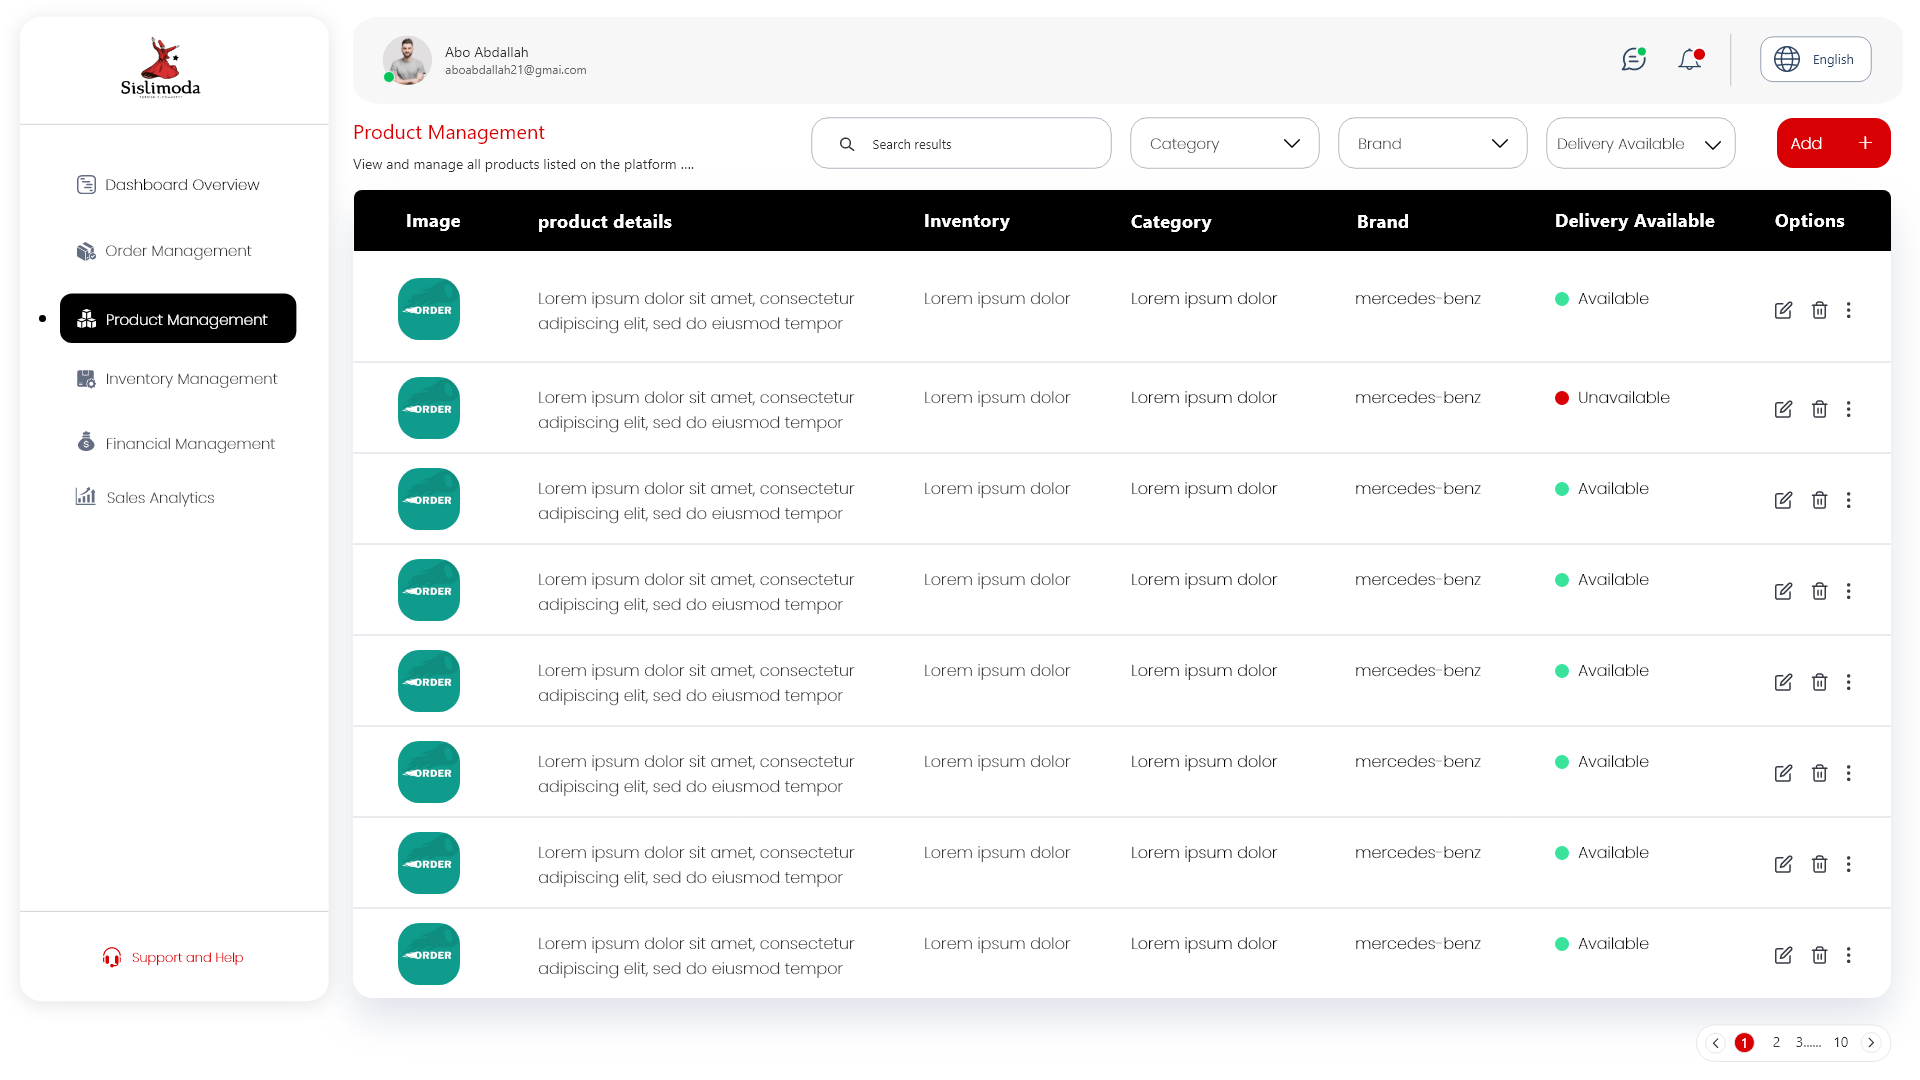 Sislimoda
Dashboard Overview
Order Management
Product Management
Inventory Management
Financial Management
Sales Analytics
Support and Help
Abo Abdallah
aboabdallah21@gmai.com
English
Product Management
View and manage all products listed on the platform ....
Search results
Category
Brand
Delivery Available
Add
Image product details Inventory Category Brand Delivery Available Options
ORDER
Lorem ipsum dolor sit amet, consectetur Lorem ipsum dolor Lorem ipsum dolor mercedes-benz Available
adipiscing elit, sed do eiusmod tempor
ORDER
Lorem ipsum dolor sit amet, consectetur Lorem ipsum dolor Lorem ipsum dolor mercedes-benz Unavailable
adipiscing elit, sed do eiusmod tempor
ORDER
Lorem ipsum dolor sit amet, consectetur Lorem ipsum dolor Lorem ipsum dolor mercedes-benz Available
adipiscing elit, sed do eiusmod tempor
ORDER
Lorem ipsum dolor sit amet, consectetur Lorem ipsum dolor Lorem ipsum dolor mercedes-benz Available
adipiscing elit, sed do eiusmod tempor
ORDER
Lorem ipsum dolor sit amet, consectetur Lorem ipsum dolor Lorem ipsum dolor mercedes-benz Available
adipiscing elit, sed do eiusmod tempor
ORDER
Lorem ipsum dolor sit amet, consectetur Lorem ipsum dolor Lorem ipsum dolor mercedes-benz Available
adipiscing elit, sed do eiusmod tempor
ORDER
Lorem ipsum dolor sit amet, consectetur Lorem ipsum dolor Lorem ipsum dolor mercedes-benz Available
adipiscing elit, sed do eiusmod tempor
ORDER
Lorem ipsum dolor sit amet, consectetur Lorem ipsum dolor Lorem ipsum dolor mercedes-benz Available
adipiscing elit, sed do eiusmod tempor
1 2 3...... 10